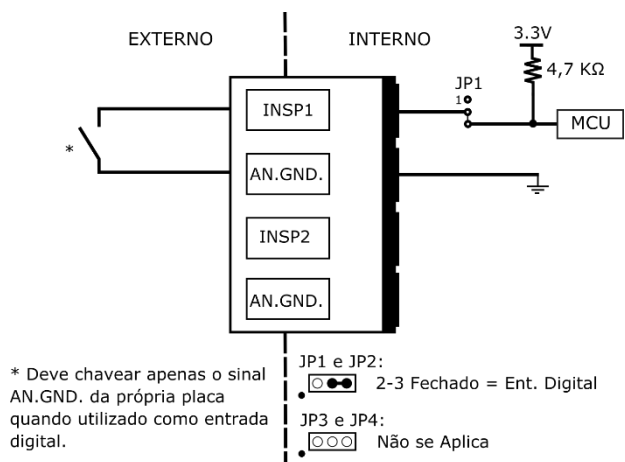 EXTERNO
INTERNO
3.3V
4,7 KΩ
JP1
1
MCU
INSP1
AN.GND.
INSP2
AN.GND.
*
* Deve chavear apenas o sinal
AN.GND. da própria placa
quando utilizado como entrada
digital.
JP1 e JP2:
2-3 Fechado = Ent. Digital
JP3 e JP4:
Não se Aplica